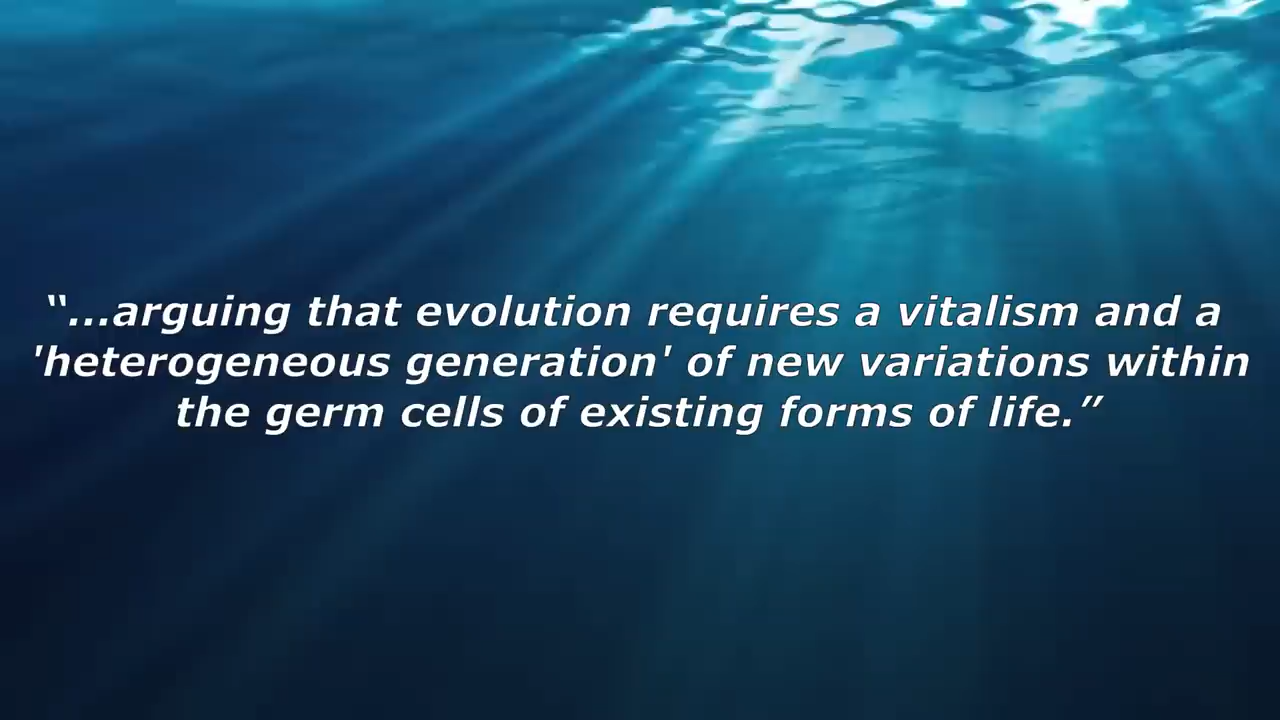 “...arguing that evolution requires a vitalism and a
'heterogeneous generation' of new variations within
the germ cells of existing forms of life.”